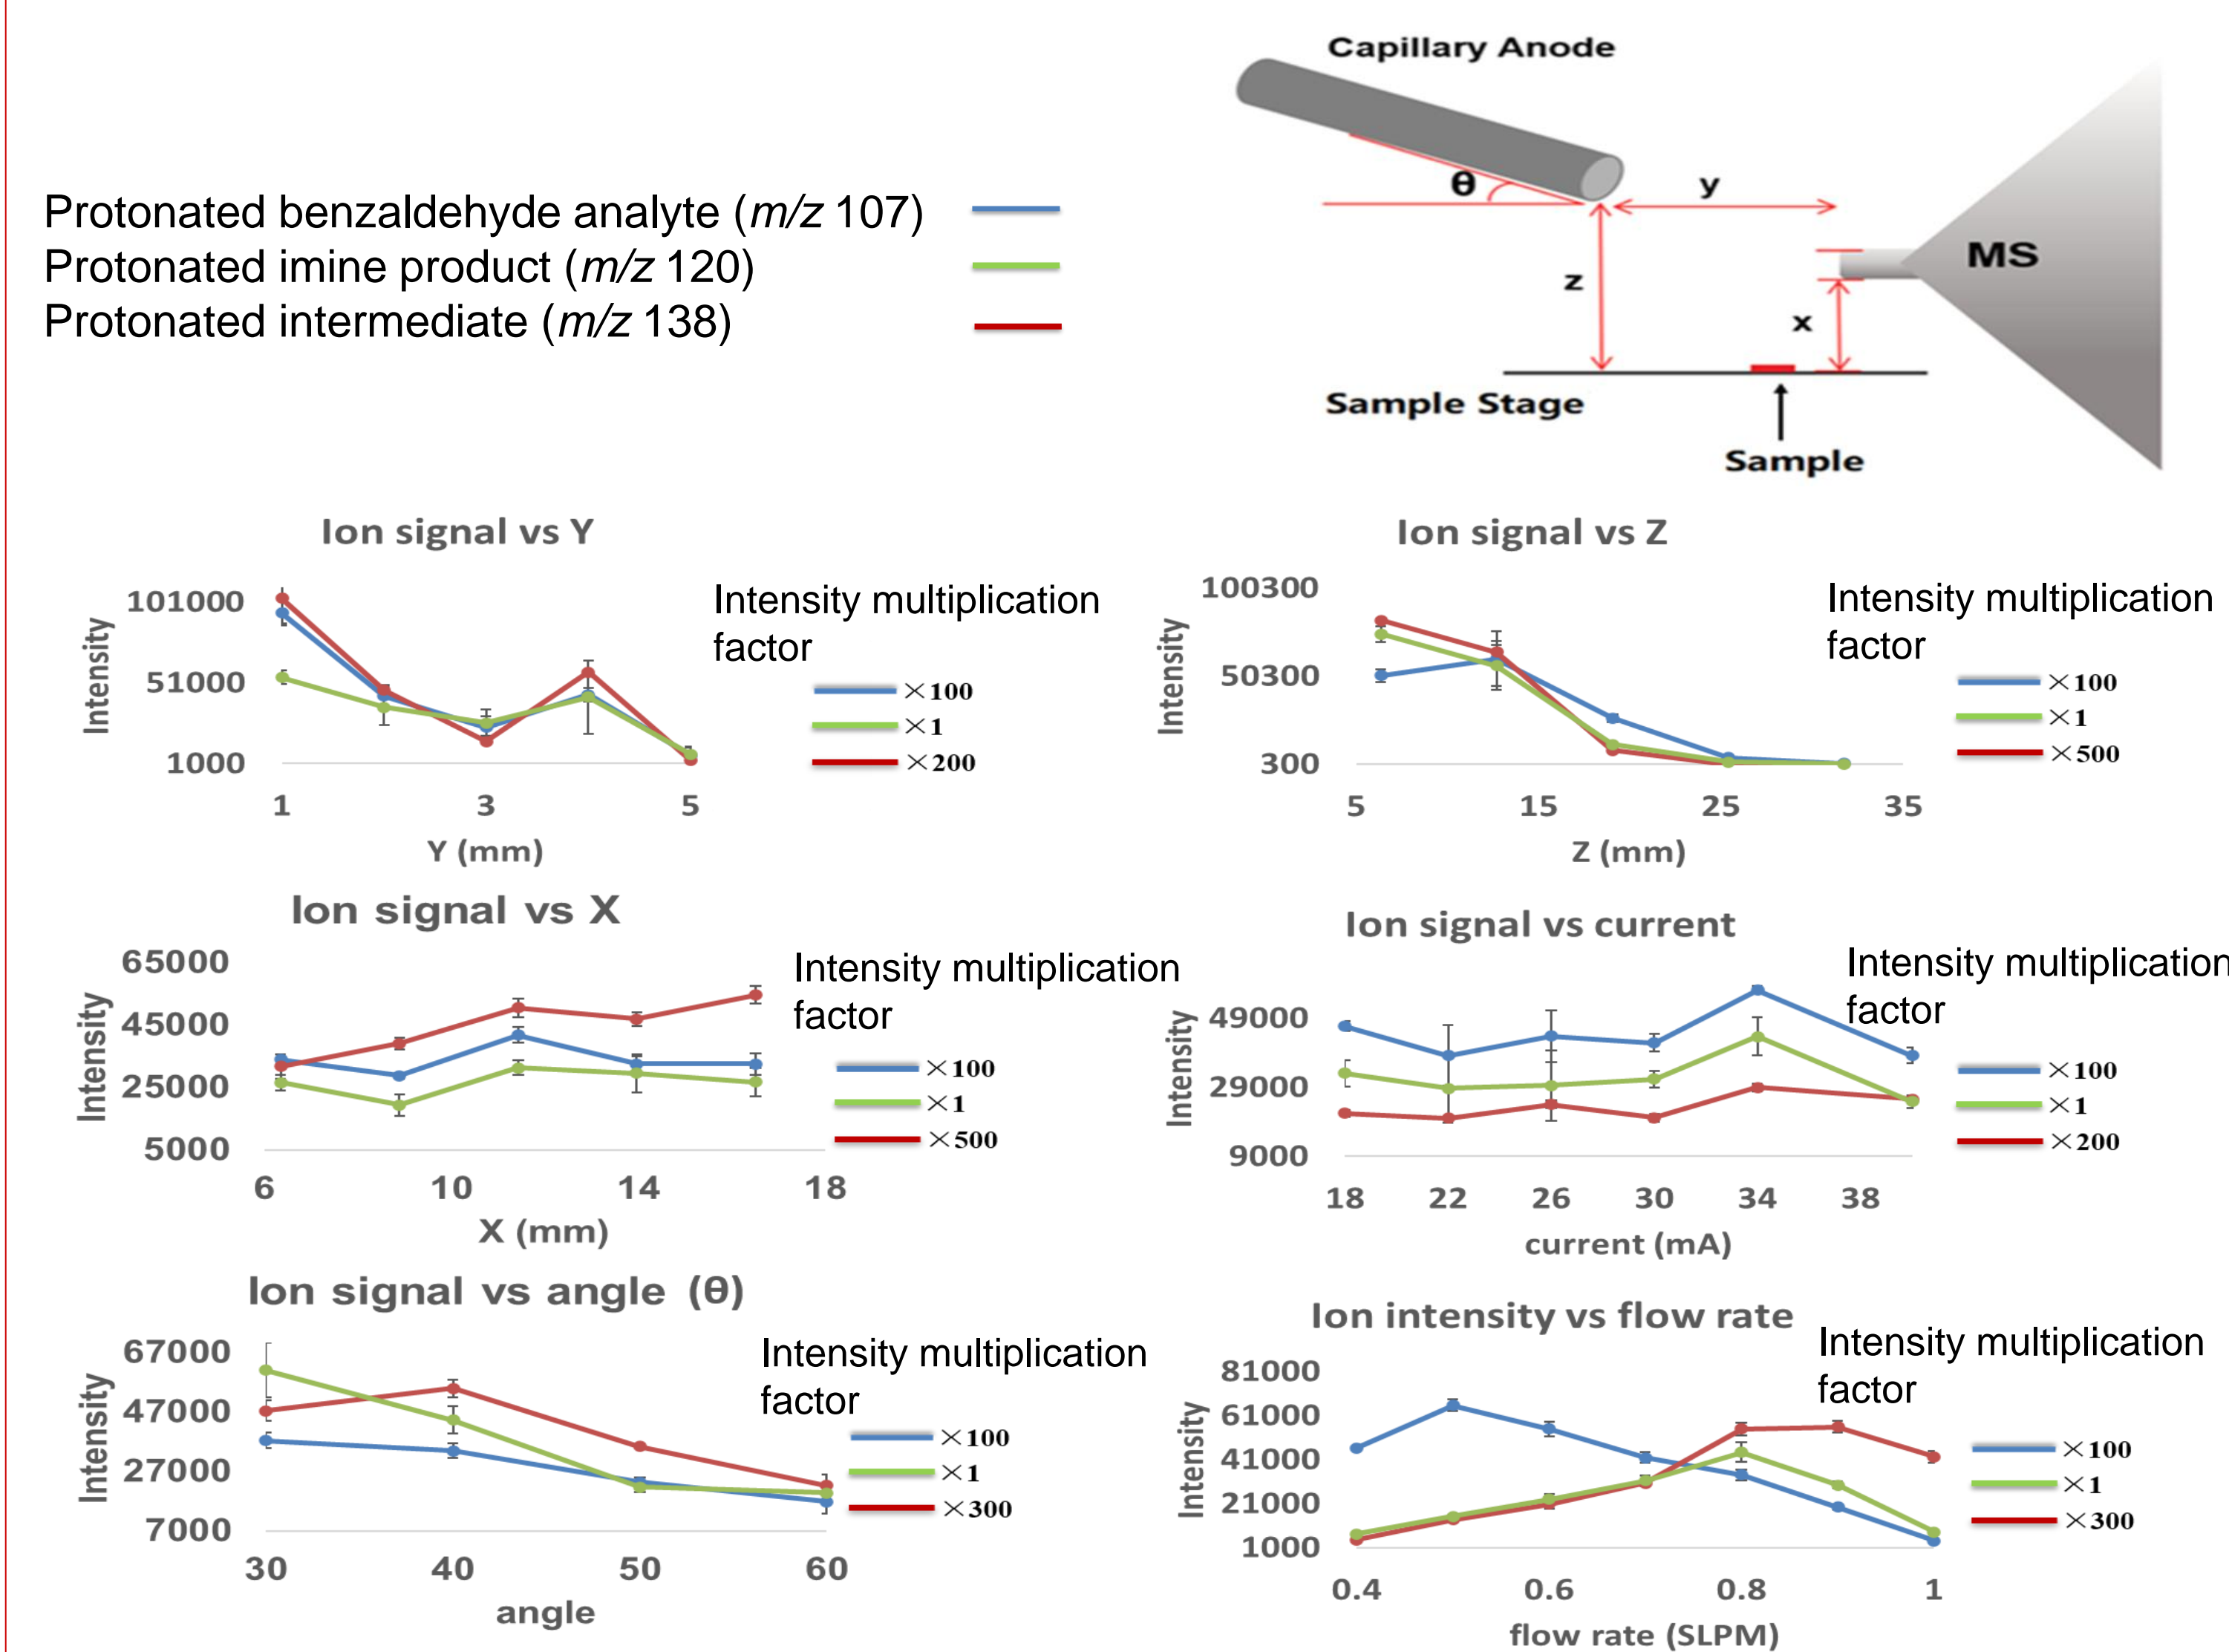 Capillary Anode
θ
y
MS
z
x
Sample Stage
Sample
Protonated benzaldehyde analyte (m/z 107)
Protonated imine product (m/z 120)
Protonated intermediate (m/z 138)
Ion signal vs Y
Intensity
101000
51000
1000
1 3 5
Y (mm)
Intensity multiplication
factor
×100
×1
×200
Ion signal vs Z
Intensity
100300
50300
300
5 15 25 35
Z (mm)
Intensity multiplication
factor
×100
×1
×500
Ion signal vs X
Intensity
65000
45000
25000
5000
6 10 14 18
X (mm)
Intensity multiplication
factor
×100
×1
×500
Ion signal vs current
Intensity
49000
29000
9000
18 22 26 30 34 38
current (mA)
Intensity multiplication
factor
×100
×1
×200
Ion signal vs angle (θ)
Intensity
67000
47000
27000
7000
30 40 50 60
angle
Intensity multiplication
factor
×100
×1
×300
Ion intensity vs flow rate
Intensity
81000
61000
41000
21000
1000
0.4 0.6 0.8 1
flow rate (SLPM)
Intensity multiplication
factor
×100
×1
×300